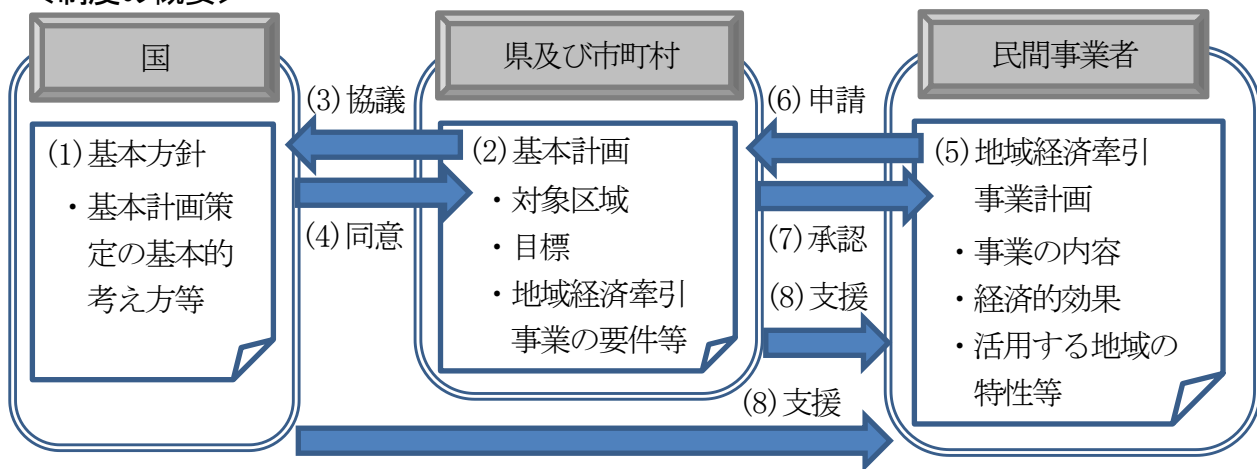 <制度の概要>
国
県及び市町村
民間事業者
(3)協議
(6)申請
(1)基本方針
・基本計画策
定の基本的
考え方等
(2)基本計画
・対象区域
・目標
・地域経済牽引
事業の要件等
(5)地域経済牽引
事業計画
・事業の内容
・経済的効果
・活用する地域の
特性等
(4)同意
(7)承認
(8)支援
(8)支援